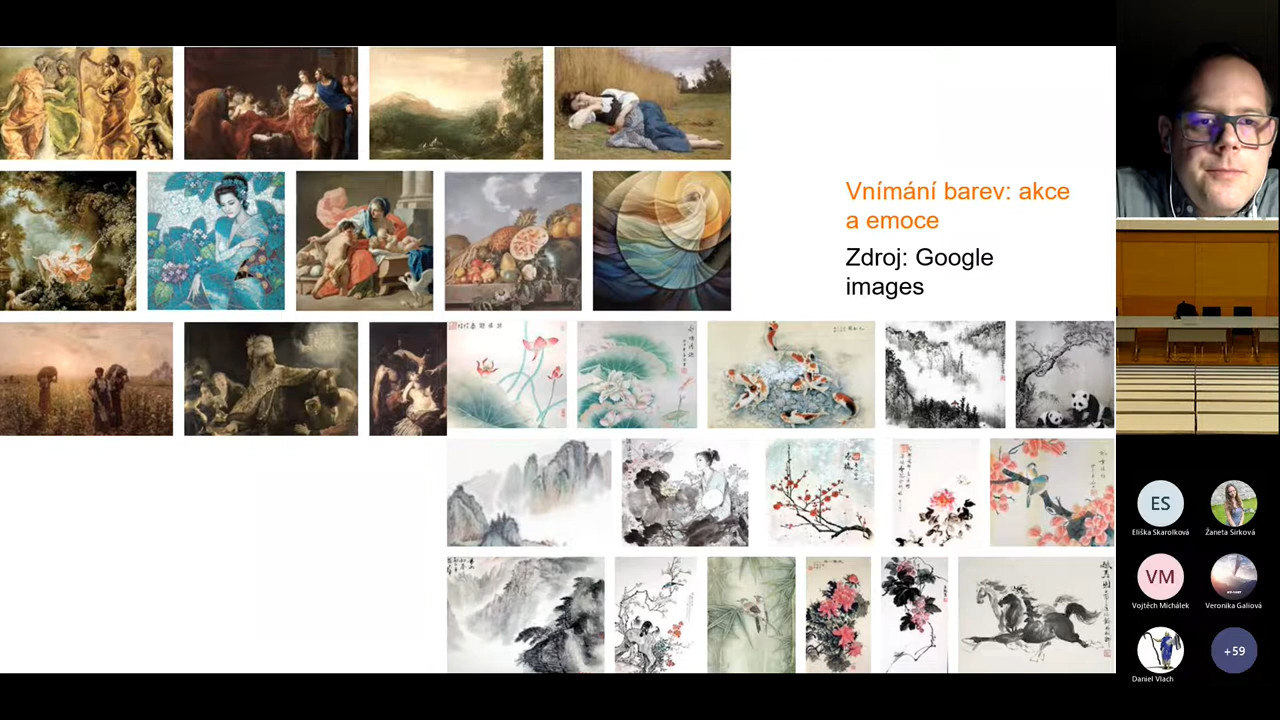 Vnímání barev: akce
a emoce
Zdroj: Google
images
ES
Eliška Skarolková
Žaneta Sirková
VM
Vojtěch Michálek
Veronika Galiová
Daniel Vlach
+59